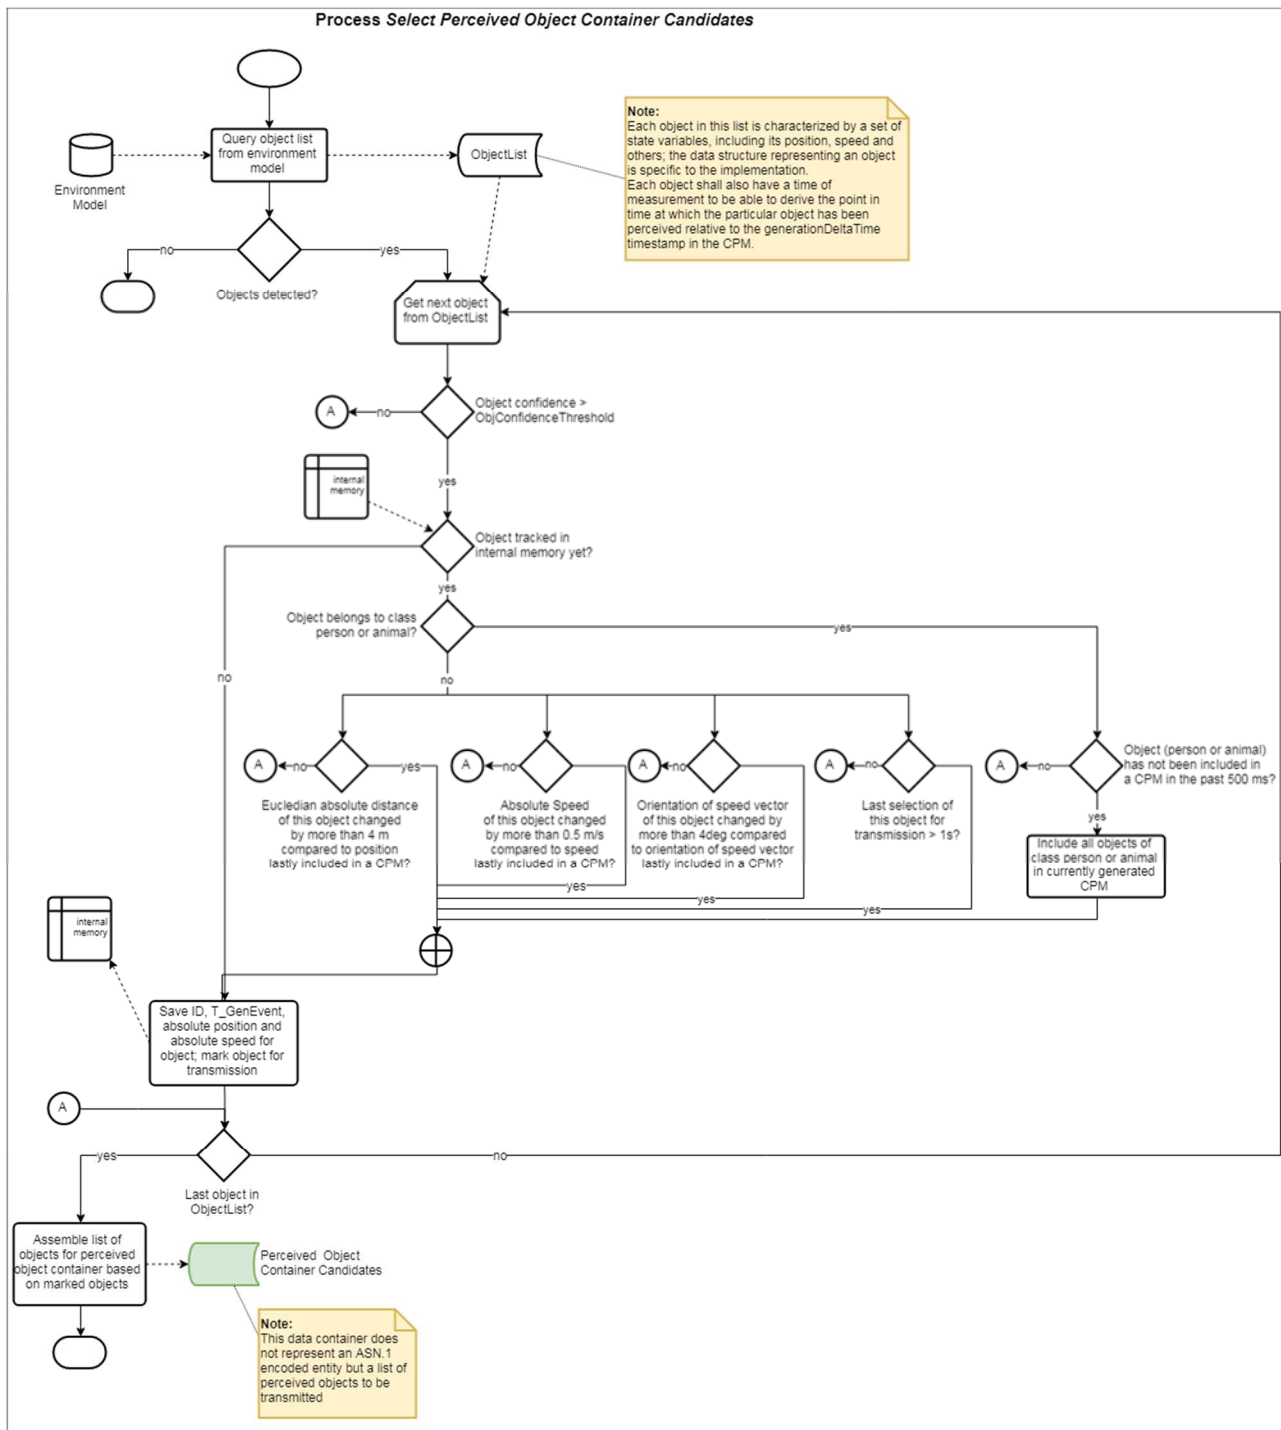 Process Select Perceived Object Container Candidates
Query object list
from environment
model
Environment
Model
ObjectList
Note:
Each object in this list is characterized by a set of
state variables, including its position, speed and
others; the data structure representing an object
is specific to the implementation.
Each object shall also have a time of
measurement to be able to derive the point in
time at which the particular object has been
perceived relative to the generationDeltaTime
timestamp in the CPM.
no
yes
Objects detected?
Get next object
from ObjectList
Object confidence >
ObjConfidenceThreshold
A
no
yes
internal
memory
Object tracked in
internal memory yet?
yes
no
Object belongs to class
person or animal?
yes
no
A
no
yes
Eucledian absolute distance
of this object changed
by more than 4 m
compared to position
lastly included in a CPM?
A
no
Absolute Speed
of this object changed
by more than 0.5 m/s
compared to speed
lastly included in a CPM?
yes
A
no
Orientation of speed vector
of this object changed by
more than 4deg compared
to orientation of speed vector
lastly included in a CPM?
yes
A
no
Last selection of
this object for
transmission > 1s?
yes
A
no
Object (person or animal)
has not been included in
a CPM in the past 500 ms?
yes
Include all objects of
class person or animal
in currently generated
CPM
internal
memory
Save ID, T_GenEvent,
absolute position and
absolute speed for
object; mark object for
transmission
A
yes
no
Last object in
ObjectList?
Assemble list of
objects for perceived
object container based
on marked objects
Perceived Object
Container Candidates
Note:
This data container does
not represent an ASN.1
encoded entity but a list of
perceived objects to be
transmitted